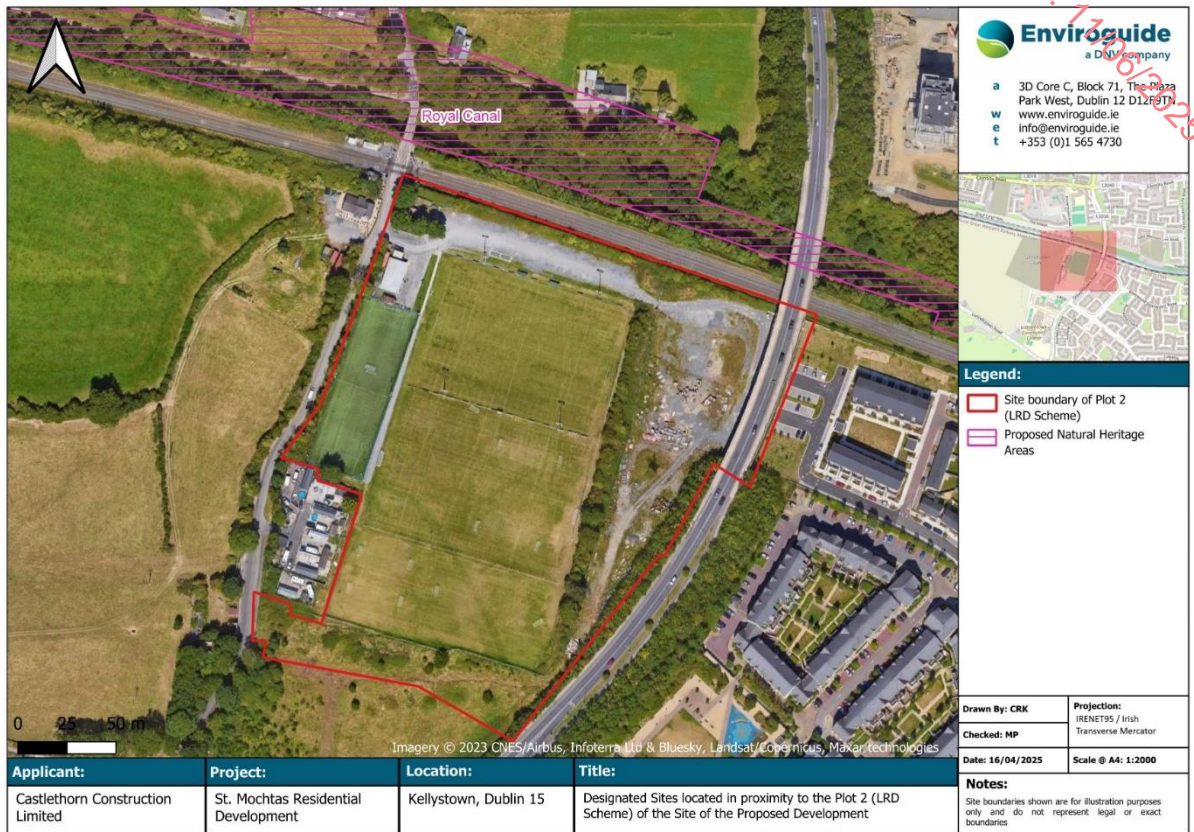 Enviroguide
a DNV company
a 3D Core C, Block 71, The Plaza
Park West, Dublin 12 D12F9TN
w www.enviroguide.ie
e info@enviroguide.ie
t +353 (0)1 565 4730
11/06/2025
Royal Canal
Legend:
Site boundary of Plot 2
(LRD Scheme)
Proposed Natural Heritage
Areas
0 25 50 m
Imagery © 2023 CNES/Airbus, Infoterra Ltd & Bluesky, Landsat/Copernicus, Maxar technologies
Drawn By: CRK
Checked: MP
Date: 16/04/2025
Projection:
IRENET95 / Irish
Transverse Mercator
Scale @ A4: 1:2000
Notes:
Site boundaries shown are for illustration purposes
only and do not represent legal or exact
boundaries
Applicant:
Castlethorn Construction
Limited
Project:
St. Mochtas Residential
Development
Location:
Kellystown, Dublin 15
Title:
Designated Sites located in proximity to the Plot 2 (LRD
Scheme) of the Site of the Proposed Development